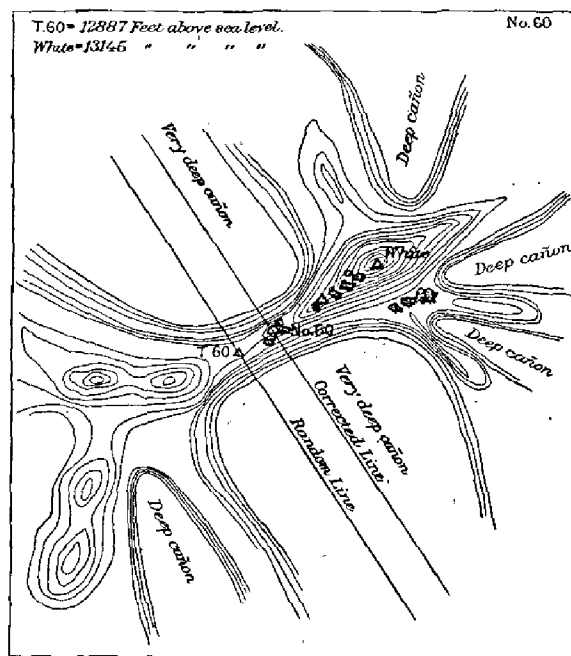 T.60= 12887 Feet above sea level.
No.60
White=13145 " " " "
Deep cañon
Very deep cañon
White
Deep cañon
No.60
T.60
Deep cañon
Very deep cañon
Corrected Line
Random Line
Deep cañon